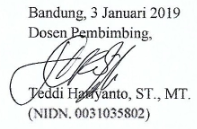 Bandung, 3 Januari 2019
Dosen Pembimbing,
Teddi Hariyanto, ST., MT.
(NIDN. 0031035802)